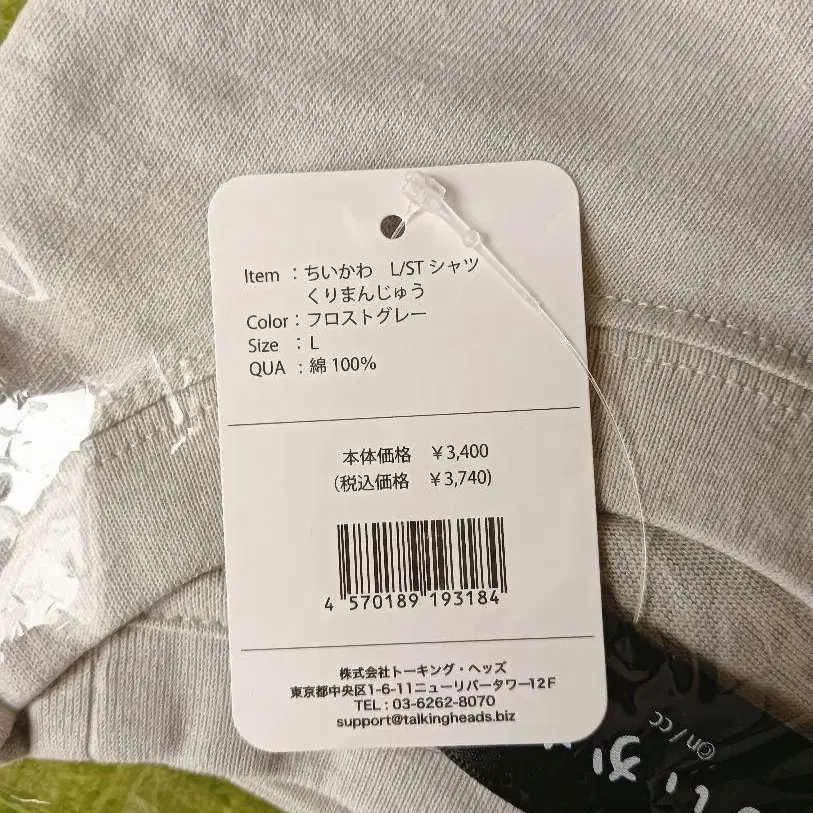 Item ：ちいかわ　L/ST シャツ
くりまんじゅう
Color：フロストグレー
Size ：L
QUA ：綿 100%
本体価格　￥3,400
（税込価格　￥3,740)
4 570189 193184
株式会社トーキング・ヘッズ
東京都中央区1-6-11ニューリバータワー12F
TEL : 03-6262-8070
support@talkingheads.biz
いか
@n/cc